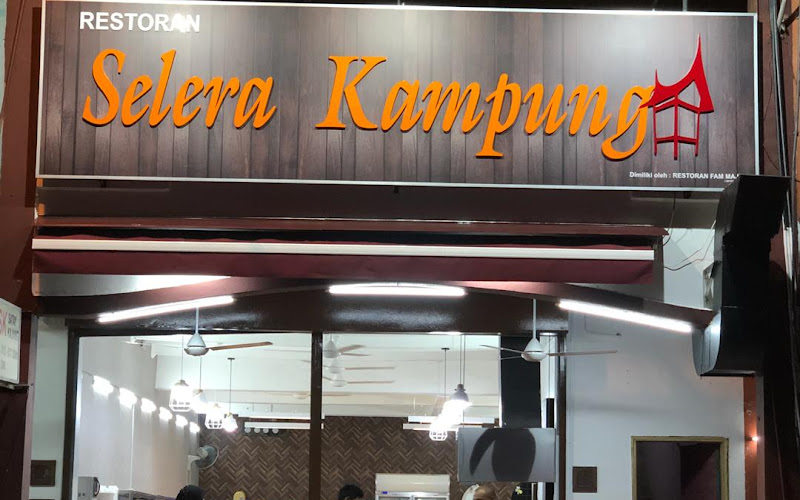 RESTORAN
Selera Kampung
Dimiliki oleh : RESTORAN FAM